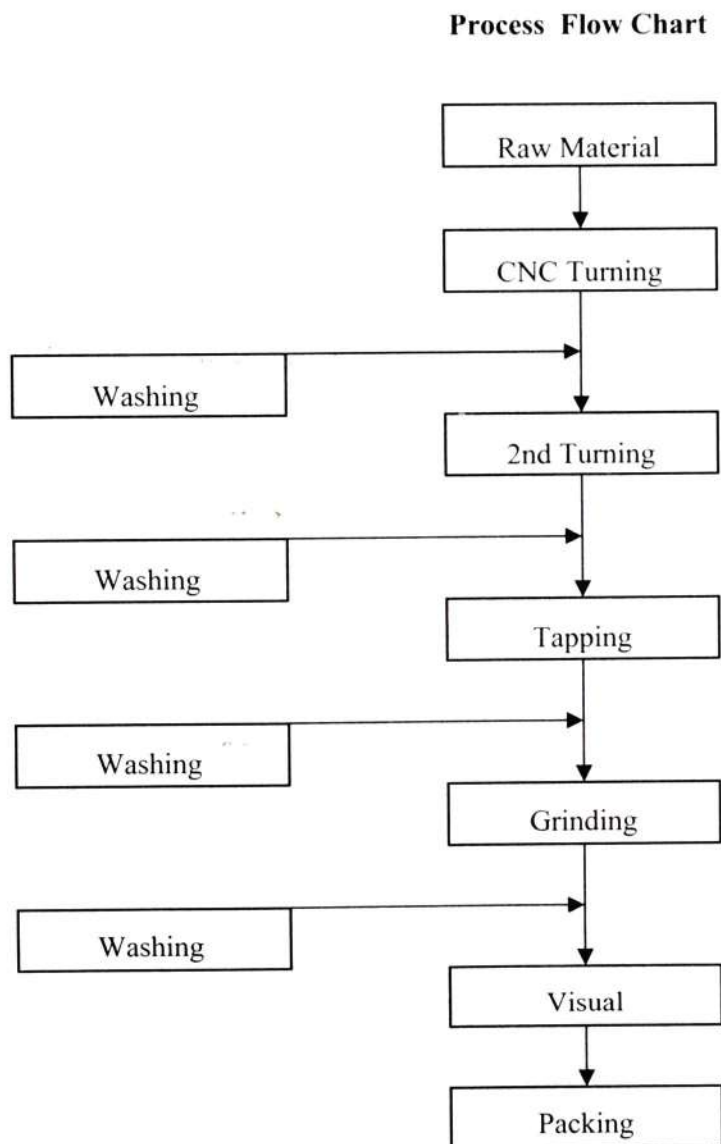 Process Flow Chart
Raw Material
CNC Turning
Washing
2nd Turning
Washing
Tapping
Washing
Grinding
Washing
Visual
Packing